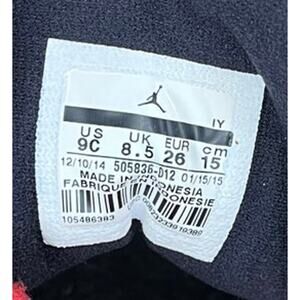 IY
US UK EUR cm
9C 8.5 26 15
12/10/14 505836-012 01/15/15
MADE IN INDONESIA
FABRIQUE INDONESIE
105486383